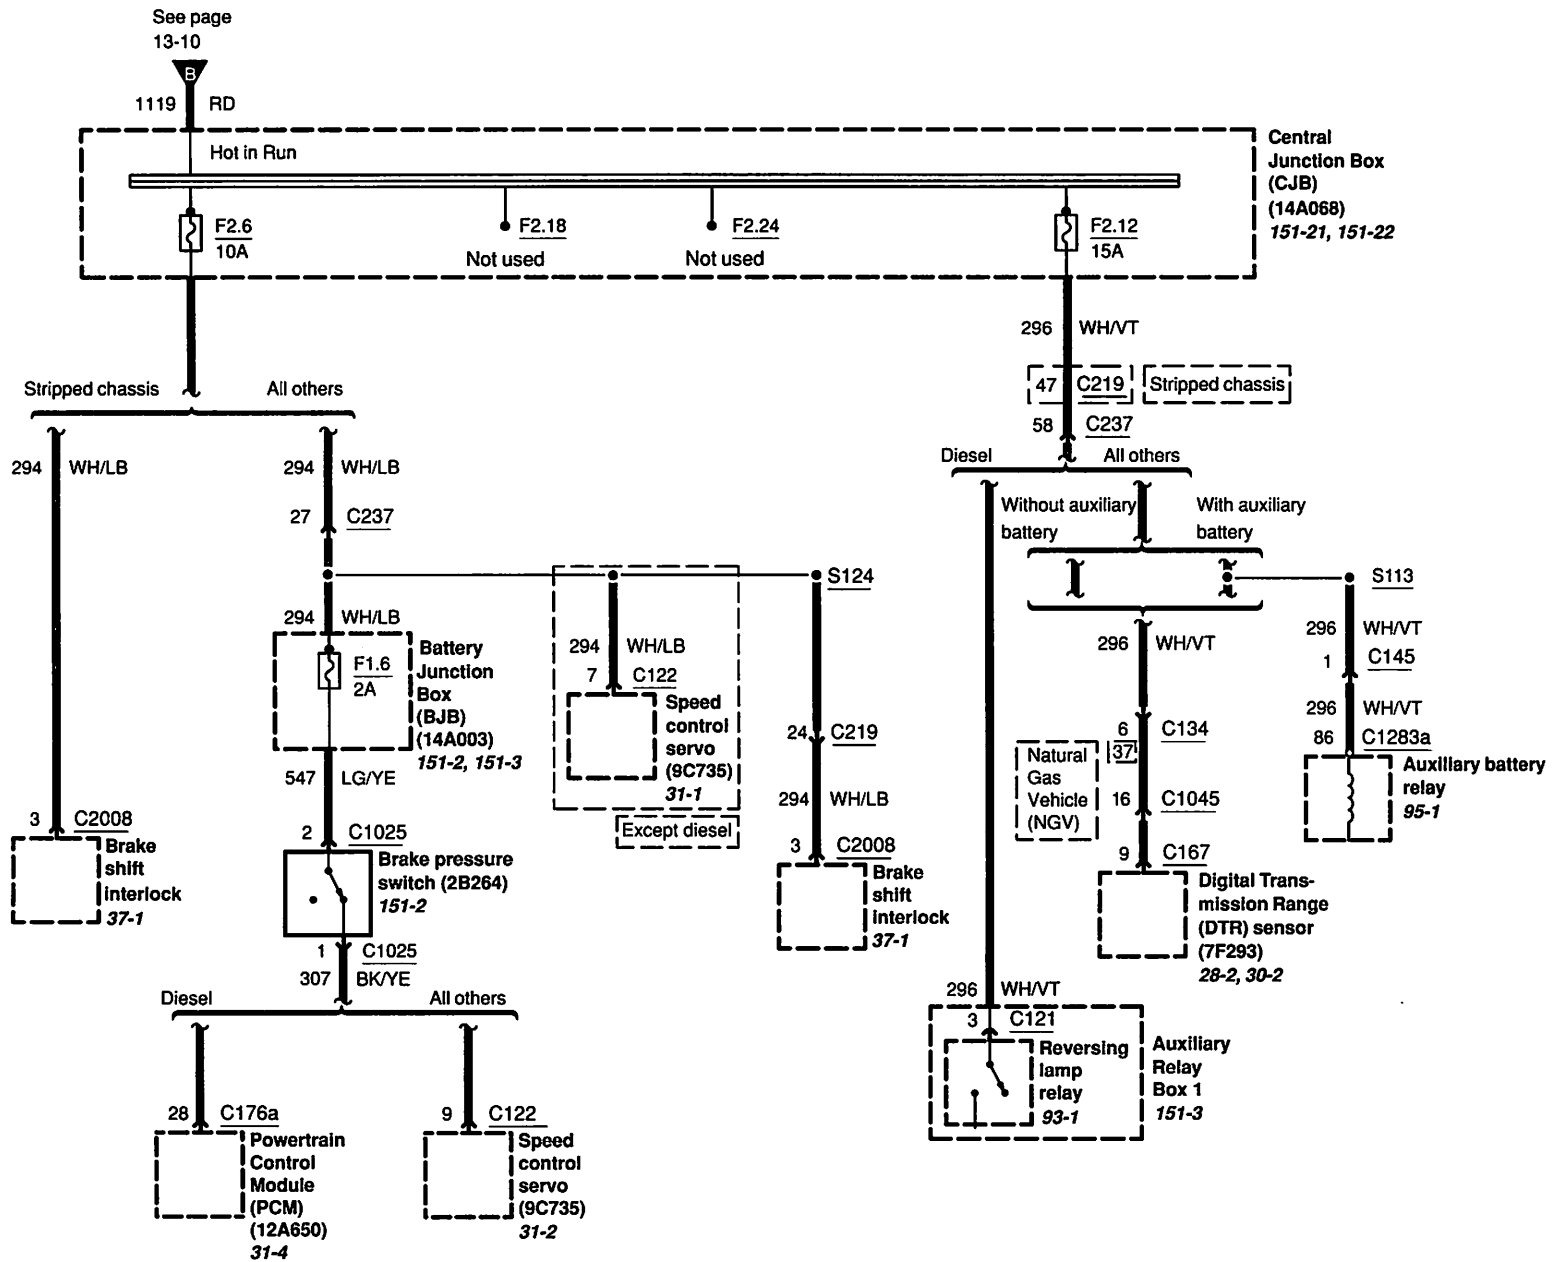 See page
13-10
B
1119 RD
Hot in Run
Central
Junction Box
(CJB)
(14A068)
151-21, 151-22
F2.6
10A
F2.18
Not used
F2.24
Not used
F2.12
15A
296 WH/VT
47 C219
Stripped chassis
58 C237
Stripped chassis
All others
Diesel
All others
294 WH/LB
294 WH/LB
27 C237
Without auxiliary
battery
With auxiliary
battery
S124
S113
294 WH/LB
Battery
Junction
Box
(BJB)
(14A003)
151-2, 151-3
F1.6
2A
294 WH/LB
7 C122
Speed
control
servo
(9C735)
31-1
Except diesel
296 WH/VT
296 WH/VT
1 C145
296 WH/VT
86 C1283a
Auxiliary battery
relay
95-1
24 C219
294 WH/LB
3 C2008
Brake
shift
interlock
37-1
6 C134
37
Natural
Gas
Vehicle
(NGV)
16 C1045
9 C167
Digital Trans-
mission Range
(DTR) sensor
(7F293)
28-2, 30-2
547 LG/YE
3 C2008
Brake
shift
interlock
37-1
2 C1025
Brake pressure
switch (2B264)
151-2
1 C1025
307 BK/YE
Diesel
All others
296 WH/VT
3 C121
Reversing
lamp
relay
93-1
Auxiliary
Relay
Box 1
151-3
28 C176a
Powertrain
Control
Module
(PCM)
(12A650)
31-4
9 C122
Speed
control
servo
(9C735)
31-2